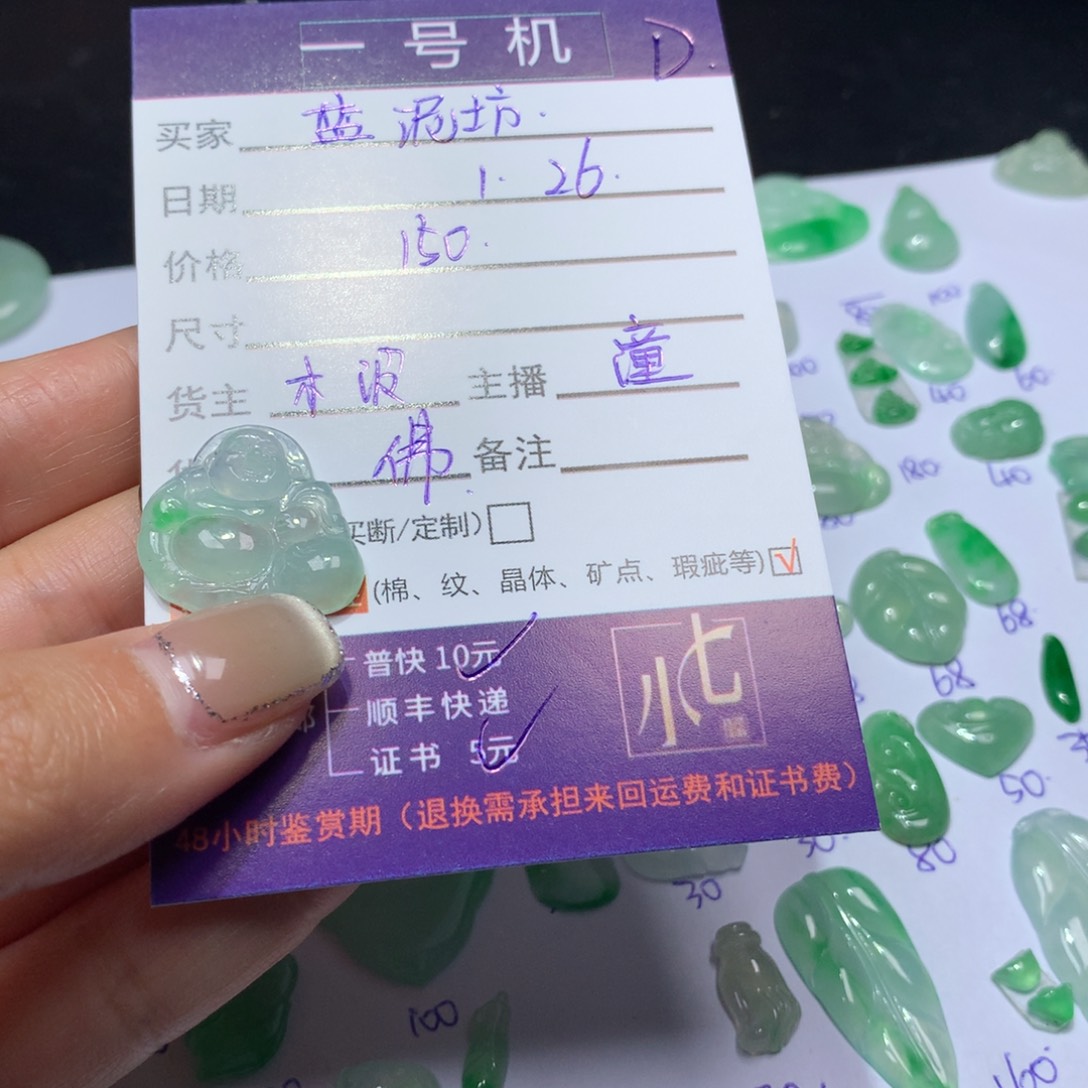 一号机 D.
买家 蓝泥坊.
日期 1.26.
价格 150.
尺寸
货主 木汲 主播 童
佛. 备注
买断/定制）
(棉、纹、晶体、矿点、瑕疵等) √
普快 10元
顺丰快递
证书 5元
小七
48小时鉴赏期（退换需承担来回运费和证书费）
100
60.
180
40
68
68
50.
80
30
100